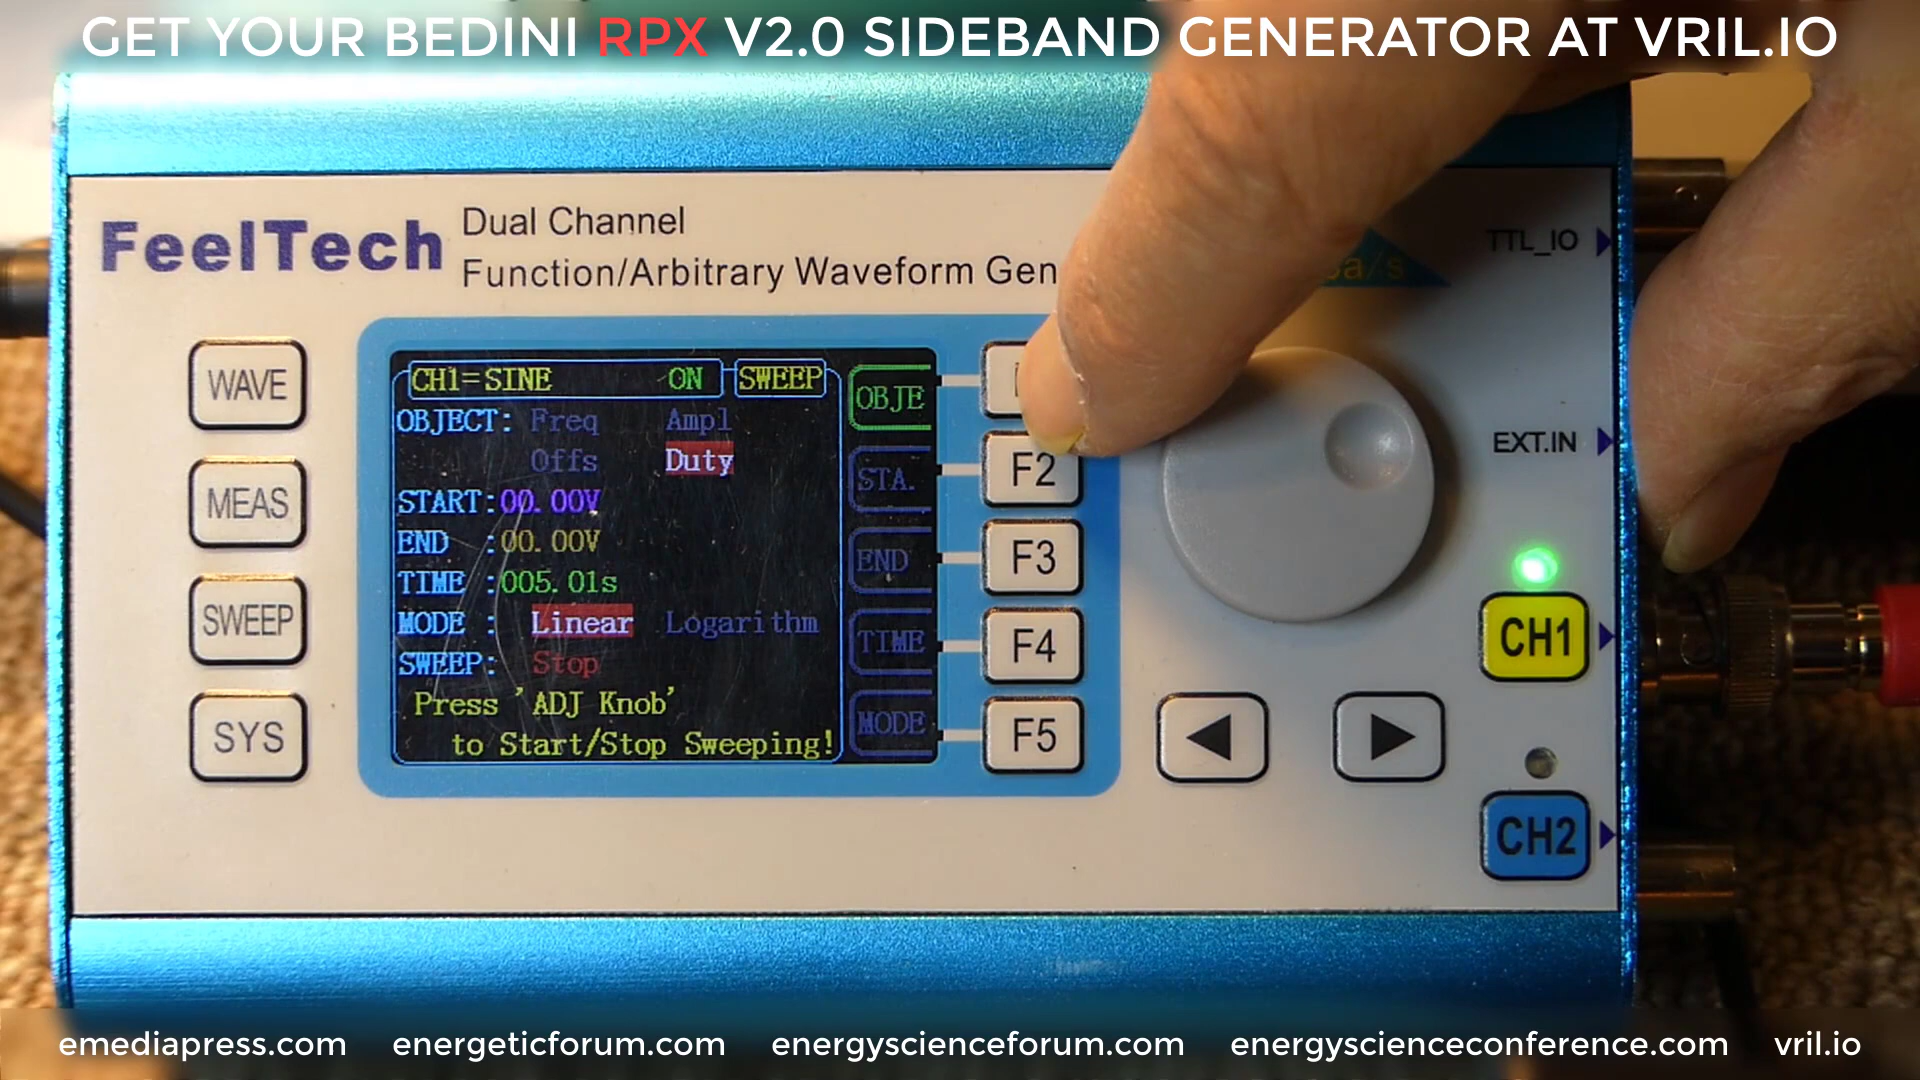 GET YOUR BEDINI RPX V2.0 SIDEBAND GENERATOR AT VRIL.IO
FeelTech
Dual Channel
Function/Arbitrary Waveform Gen
a/s
TTL_IO
EXT.IN
WAVE
MEAS
SWEEP
SYS
CH1=SINE ON SWEEP
OBJECT: Freq Ampl
Offs Duty
START:00.00V
END :00.00V
TIME :005.01s
MODE : Linear Logarithm
SWEEP: Stop
Press 'ADJ Knob'
to Start/Stop Sweeping!
OBJE
STA.
END
TIME
MODE
F2
F3
F4
F5
CH1
CH2
emediapress.com energeticforum.com energyscienceforum.com energyscienceconference.com vril.io